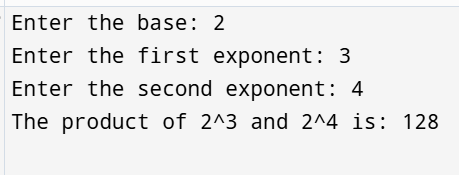 Enter the base: 2
Enter the first exponent: 3
Enter the second exponent: 4
The product of 2^3 and 2^4 is: 128